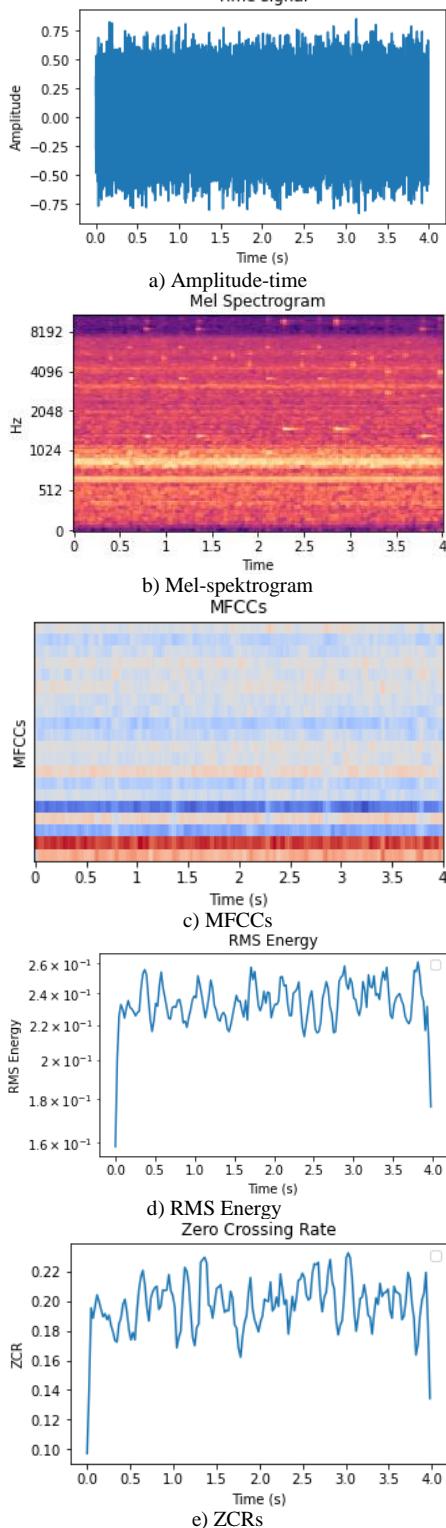 0.75
0.50
0.25
0.00
−0.25
−0.50
−0.75
Amplitude
0.0 0.5 1.0 1.5 2.0 2.5 3.0 3.5 4.0
Time (s)
a) Amplitude-time
Mel Spectrogram
8192
4096
2048
1024
512
0
Hz
0 0.5 1 1.5 2 2.5 3 3.5 4
Time
b) Mel-spektrogram
MFCCs
MFCCs
0 0.5 1 1.5 2 2.5 3 3.5 4
Time (s)
c) MFCCs
RMS Energy
2.6 × 10⁻¹
2.4 × 10⁻¹
2.2 × 10⁻¹
2 × 10⁻¹
1.8 × 10⁻¹
1.6 × 10⁻¹
RMS Energy
0.0 0.5 1.0 1.5 2.0 2.5 3.0 3.5 4.0
Time (s)
d) RMS Energy
Zero Crossing Rate
0.22
0.20
0.18
0.16
0.14
0.12
0.10
ZCR
0.0 0.5 1.0 1.5 2.0 2.5 3.0 3.5 4.0
Time (s)
e) ZCRs